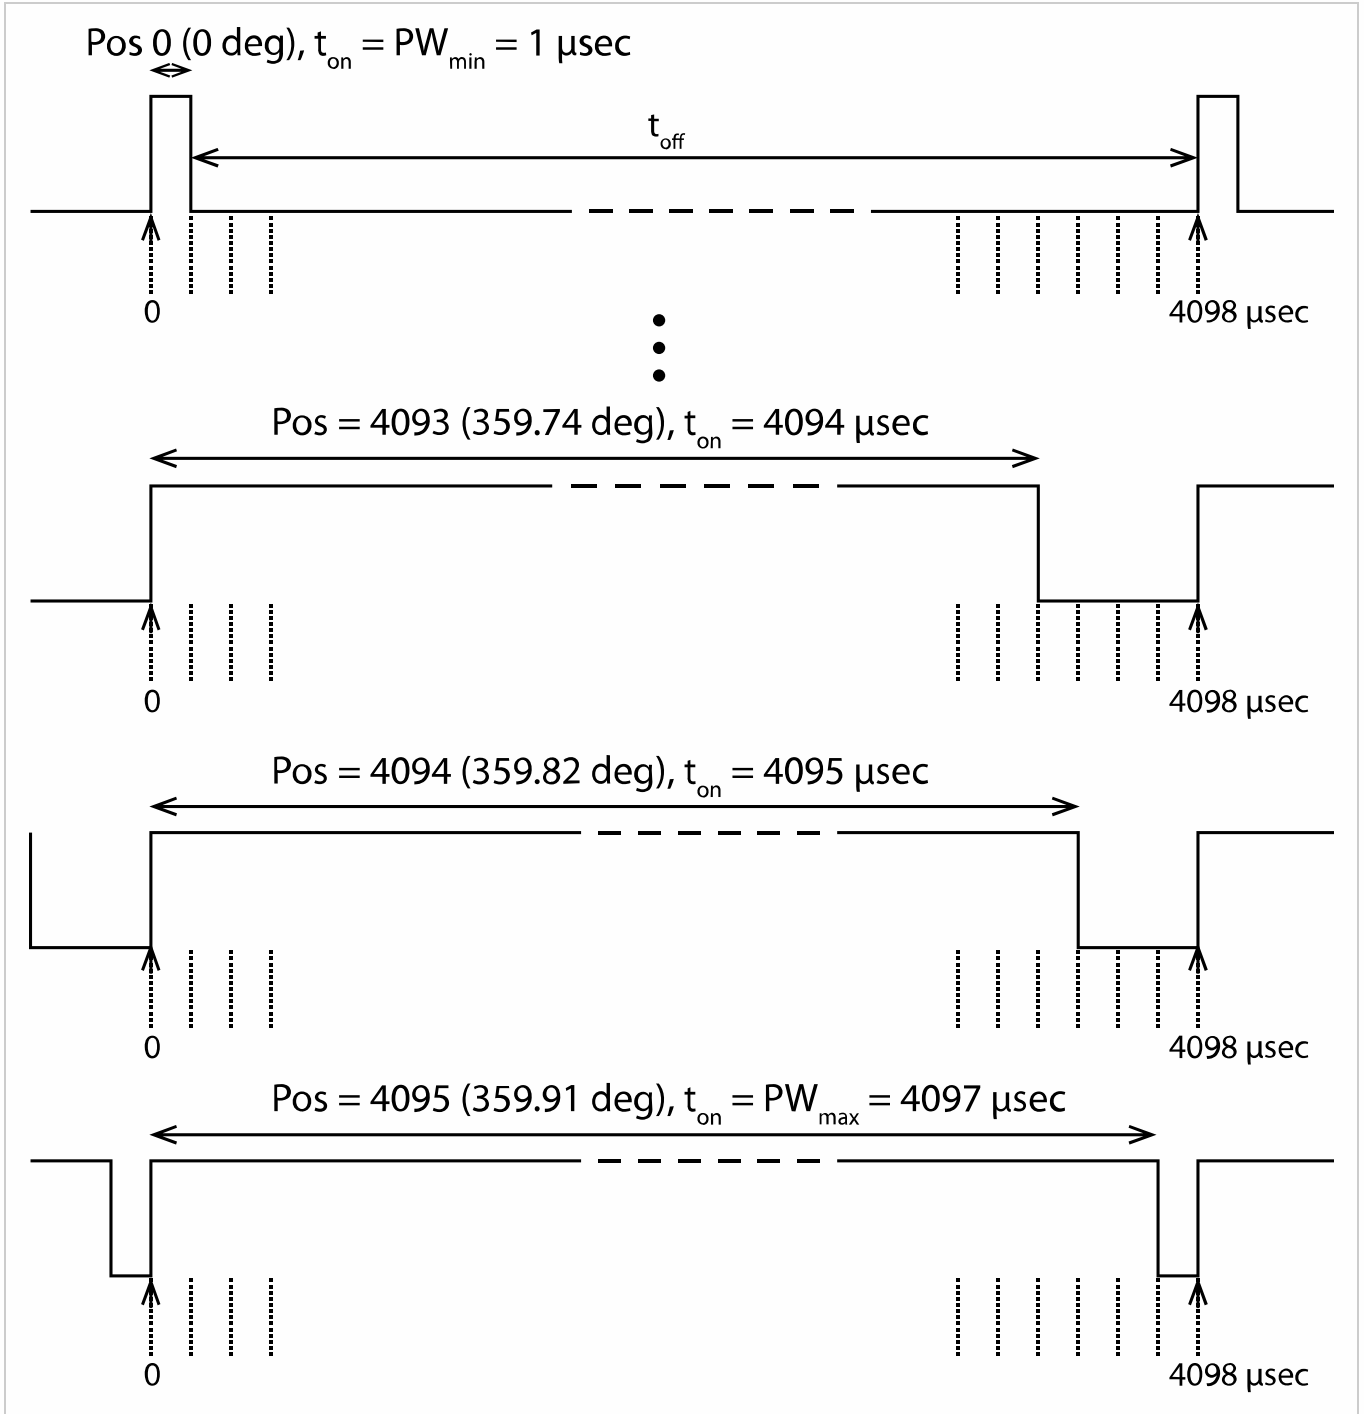 Pos 0 (0 deg), ton = PWmin = 1 µsec
toff
0
4098 µsec
Pos = 4093 (359.74 deg), ton = 4094 µsec
0
4098 µsec
Pos = 4094 (359.82 deg), ton = 4095 µsec
0
4098 µsec
Pos = 4095 (359.91 deg), ton = PWmax = 4097 µsec
0
4098 µsec